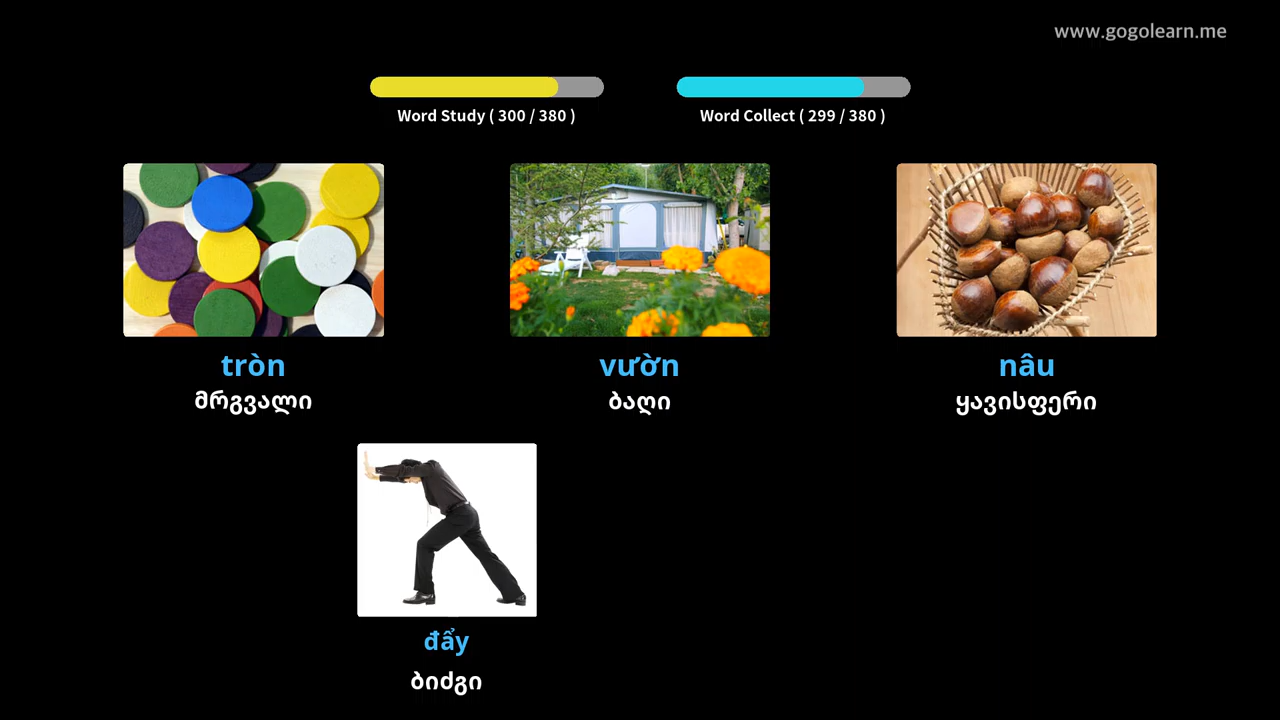 www.gogolearn.me
Word Study ( 300 / 380 )
Word Collect ( 299 / 380 )
tròn
მრგვალი
vườn
ბაღი
nâu
ყავისფერი
đẩy
ბიძგი